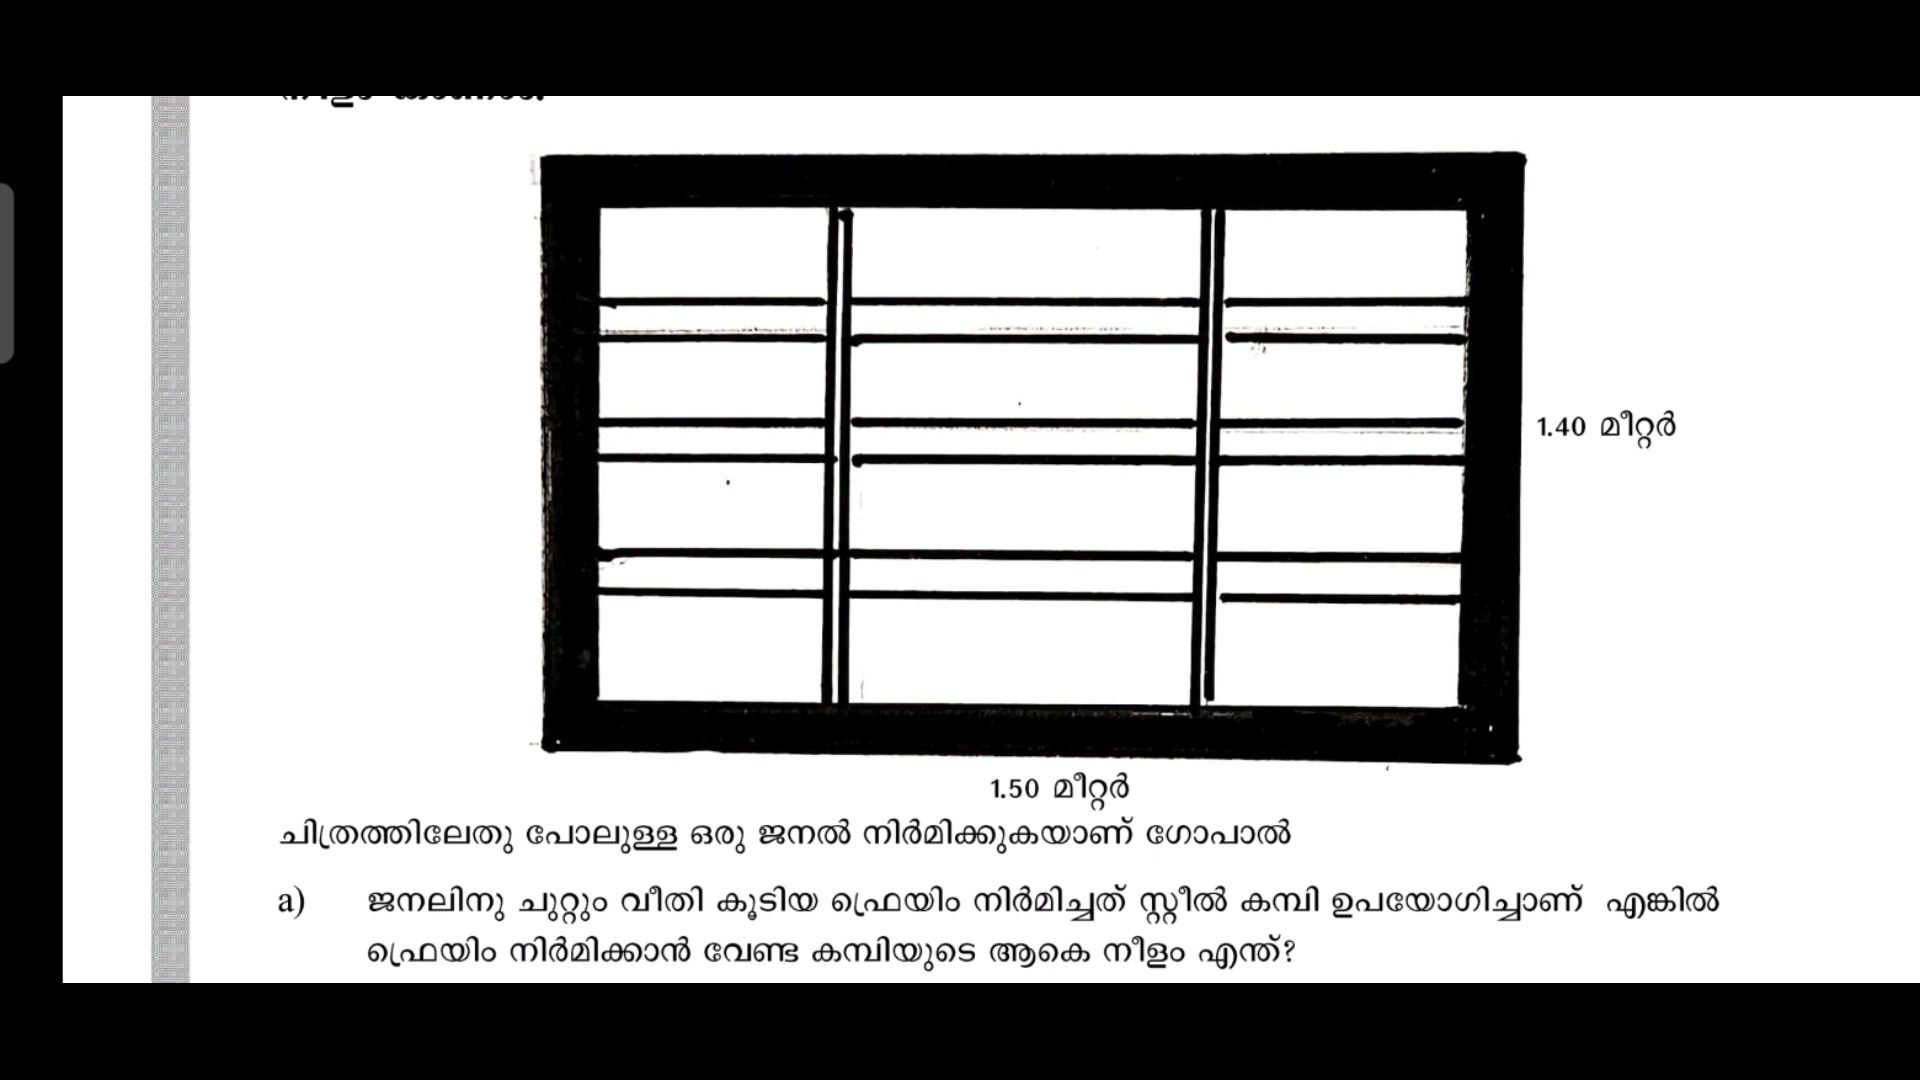 1.40 മീറ്റർ
1.50 മീറ്റർ
ചിത്രത്തിലേതു പോലുള്ള ഒരു ജനൽ നിർമിക്കുകയാണ് ഗോപാൽ
a) ജനലിനു ചുറ്റും വീതി കൂടിയ ഫ്രെയിം നിർമിച്ചത് സ്റ്റീൽ കമ്പി ഉപയോഗിച്ചാണ് എങ്കിൽ
ഫ്രെയിം നിർമിക്കാൻ വേണ്ട കമ്പിയുടെ ആകെ നീളം എന്ത്?